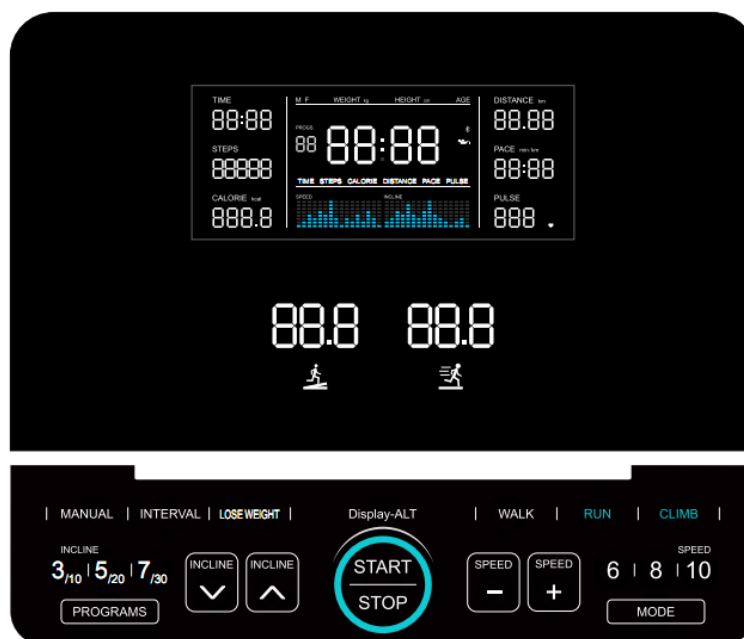 TIME
88:88
STEPS
88888
CALORIE kcal
888.8
M F WEIGHT kg HEIGHT cm AGE
PROG.
88
88:88
TIME STEPS CALORIE DISTANCE PACE PULSE
SPEED INCLINE
DISTANCE km
88.88
PACE min/km
88:88
PULSE
888
88.8 88.8
| MANUAL | INTERVAL | LOSE WEIGHT |
Display-ALT
| WALK | RUN | CLIMB |
INCLINE
3/10 | 5/20 | 7/30
PROGRAMS
INCLINE
INCLINE
START
STOP
SPEED
-
SPEED
+
SPEED
6 | 8 | 10
MODE